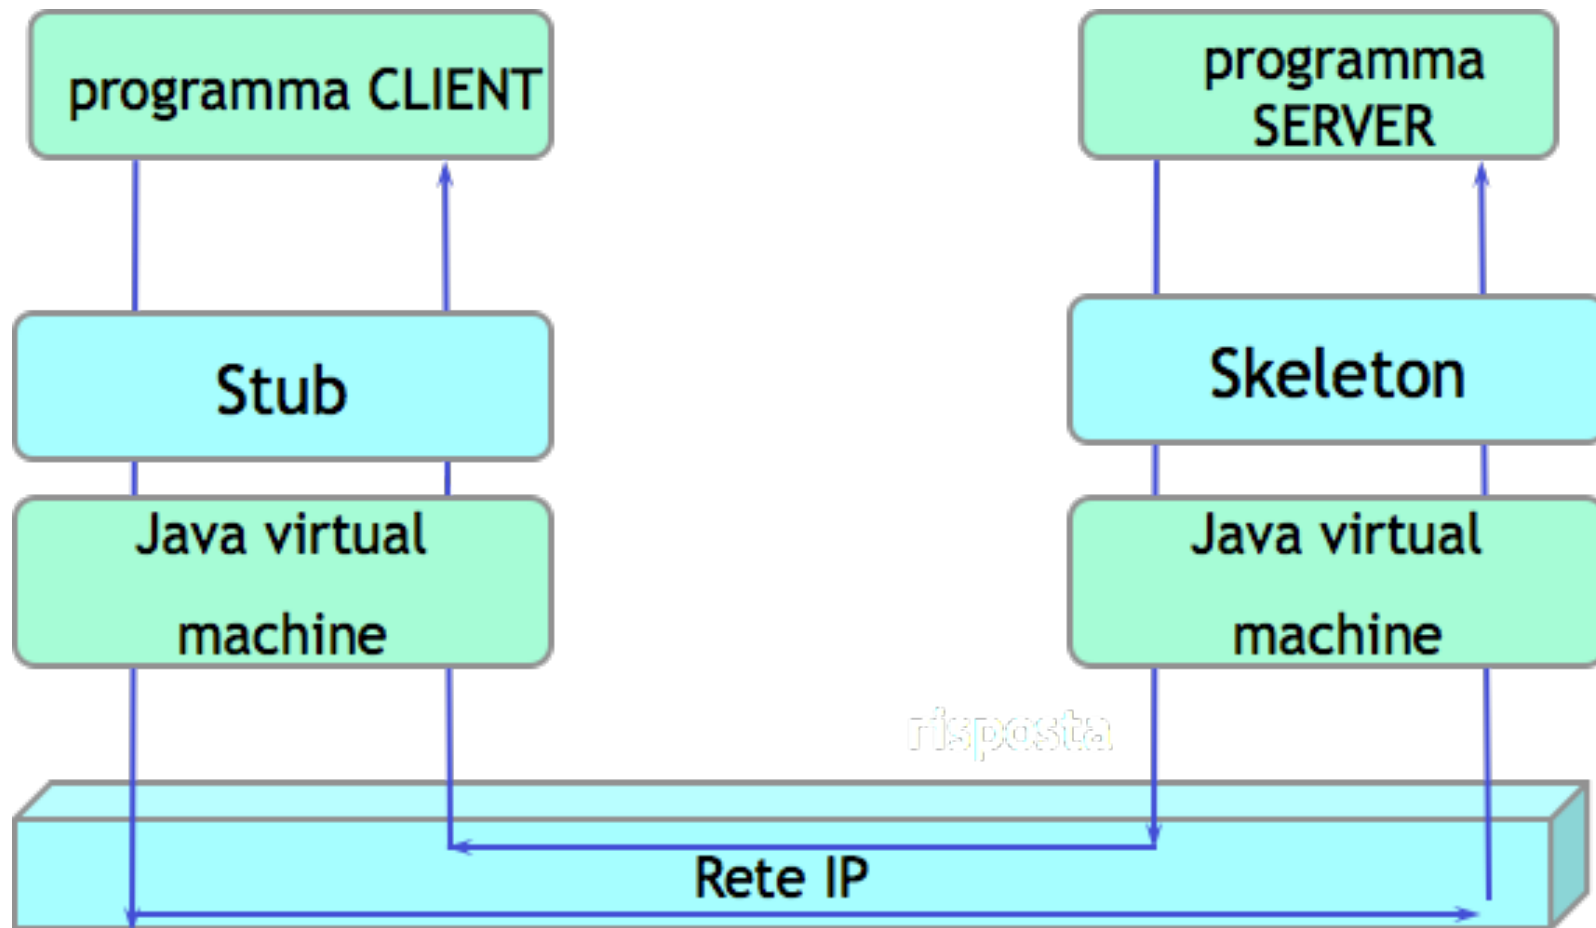 programma CLIENT
programma
SERVER
Stub
Skeleton
Java virtual
machine
Java virtual
machine
risposta
Rete IP